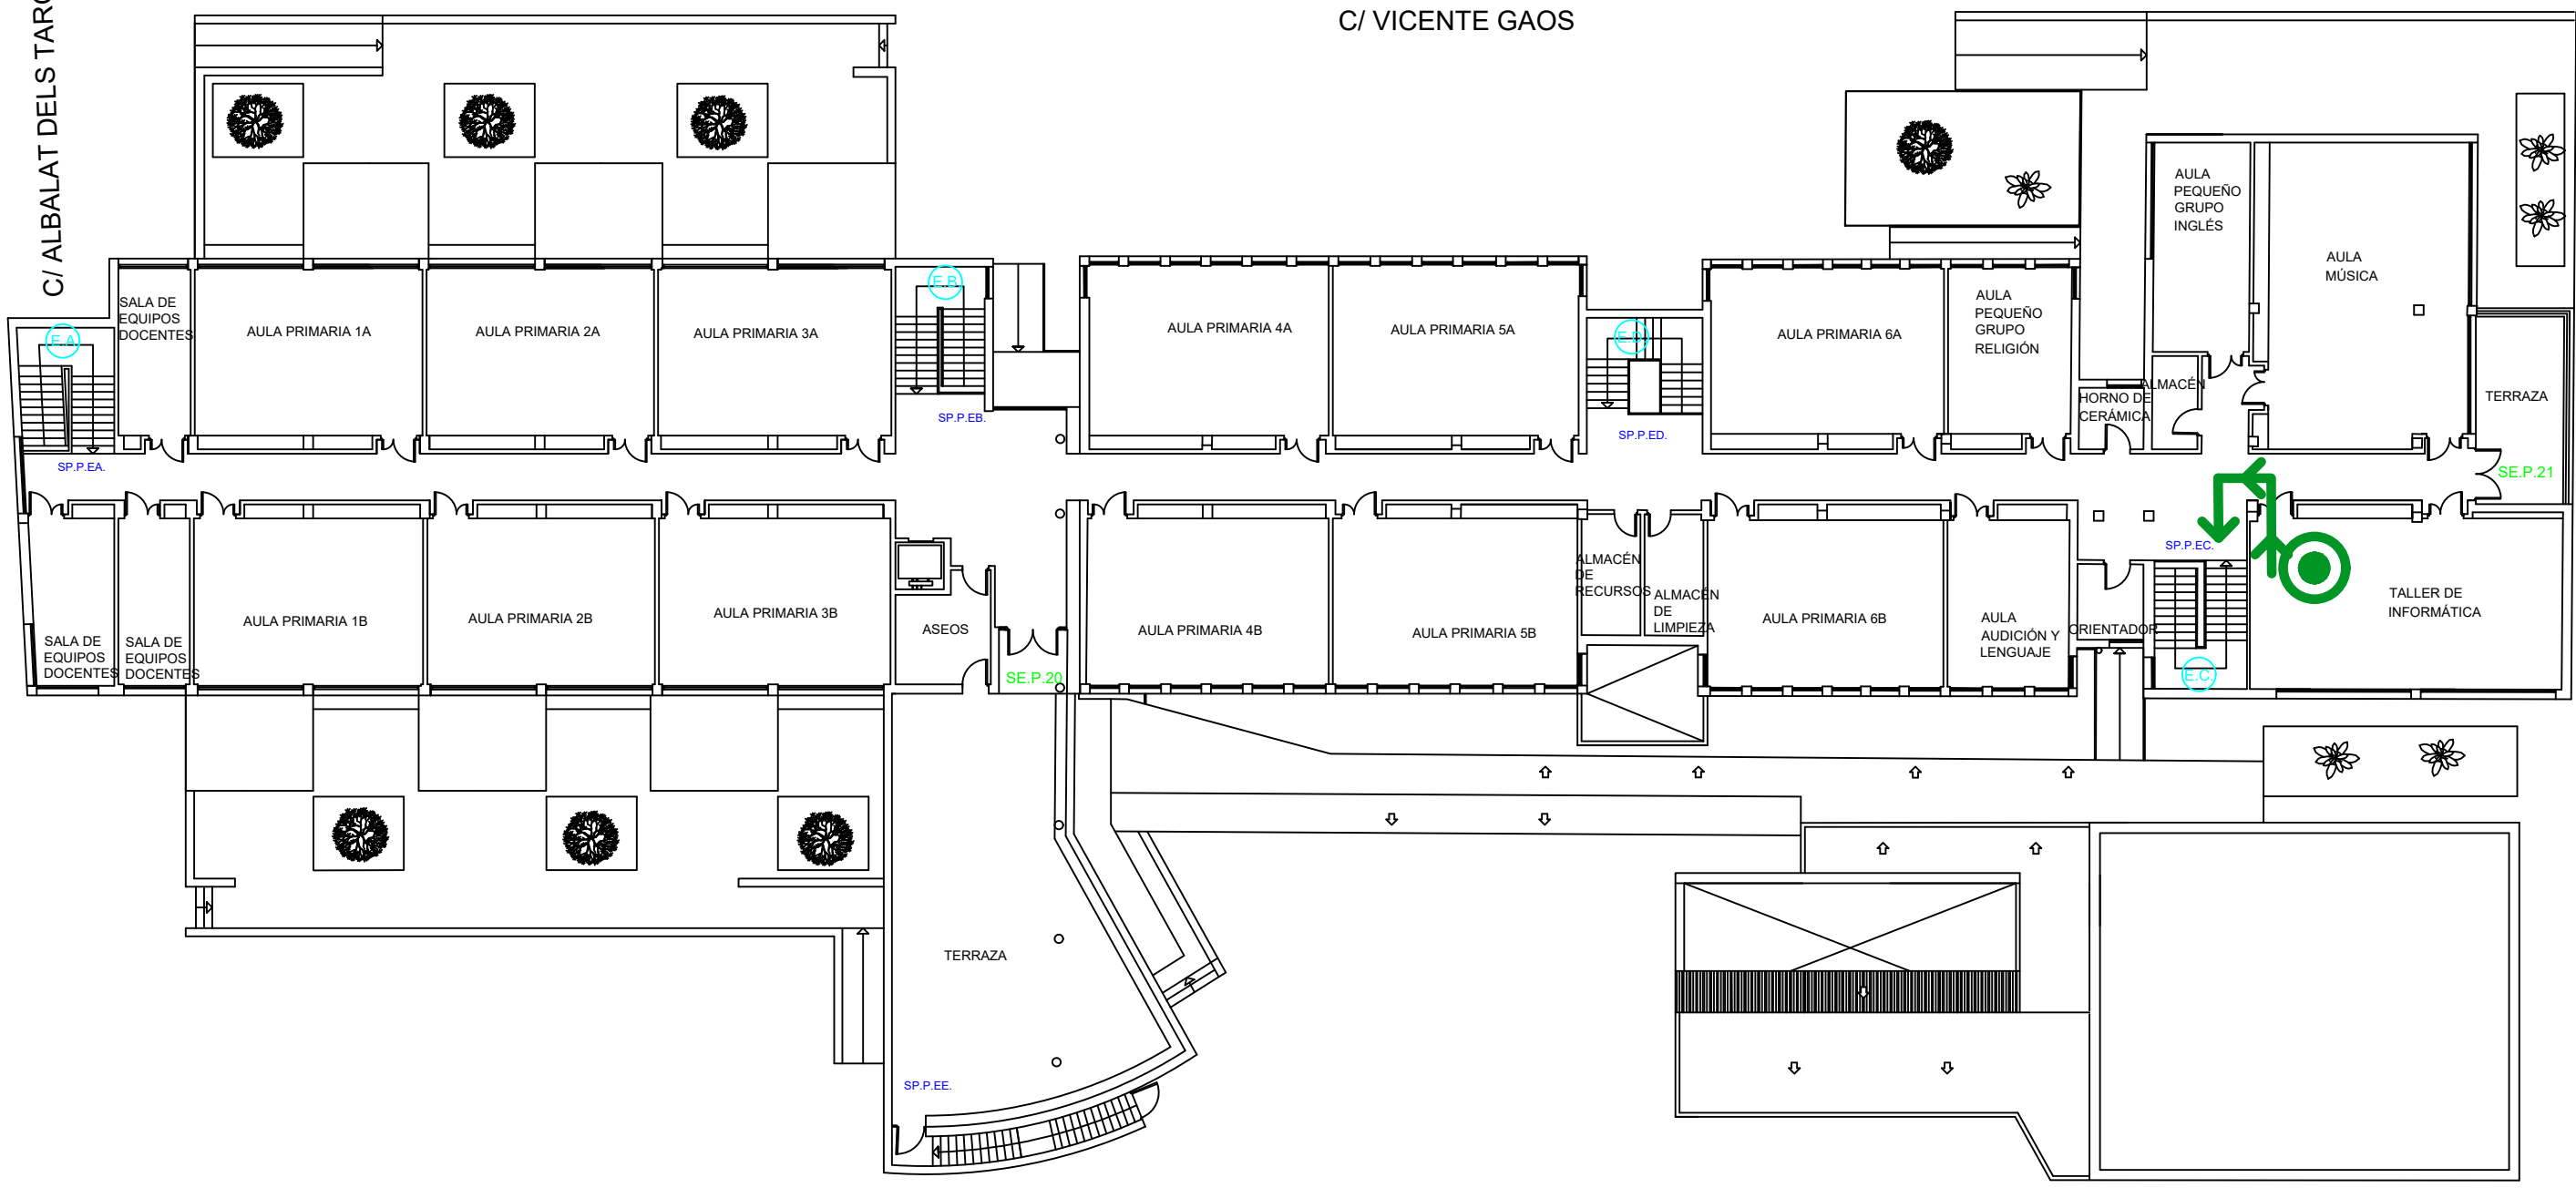 C/ ALBALAT DELS TARO
C/ VICENTE GAOS
AULA
PEQUEÑO
GRUPO
INGLÉS
AULA
MÚSICA
E.A
SALA DE
EQUIPOS
DOCENTES
AULA PRIMARIA 1A
AULA PRIMARIA 2A
AULA PRIMARIA 3A
E.B
SP.P.EB.
AULA PRIMARIA 4A
AULA PRIMARIA 5A
E.D.
SP.P.ED.
AULA PRIMARIA 6A
AULA
PEQUEÑO
GRUPO
RELIGIÓN
HORNO DE
CERÁMICA
ALMACÉN
TERRAZA
SP.P.EA.
SE.P.21
SP.P.EC.
SALA DE
EQUIPOS
DOCENTES
SALA DE
EQUIPOS
DOCENTES
AULA PRIMARIA 1B
AULA PRIMARIA 2B
AULA PRIMARIA 3B
ASEOS
SE.P.20
AULA PRIMARIA 4B
AULA PRIMARIA 5B
ALMACÉN
DE
RECURSOS
ALMACÉN
DE
LIMPIEZA
AULA PRIMARIA 6B
AULA
AUDICIÓN Y
LENGUAJE
ORIENTADOR
E.C.
TALLER DE
INFORMÁTICA
TERRAZA
SP.P.EE.